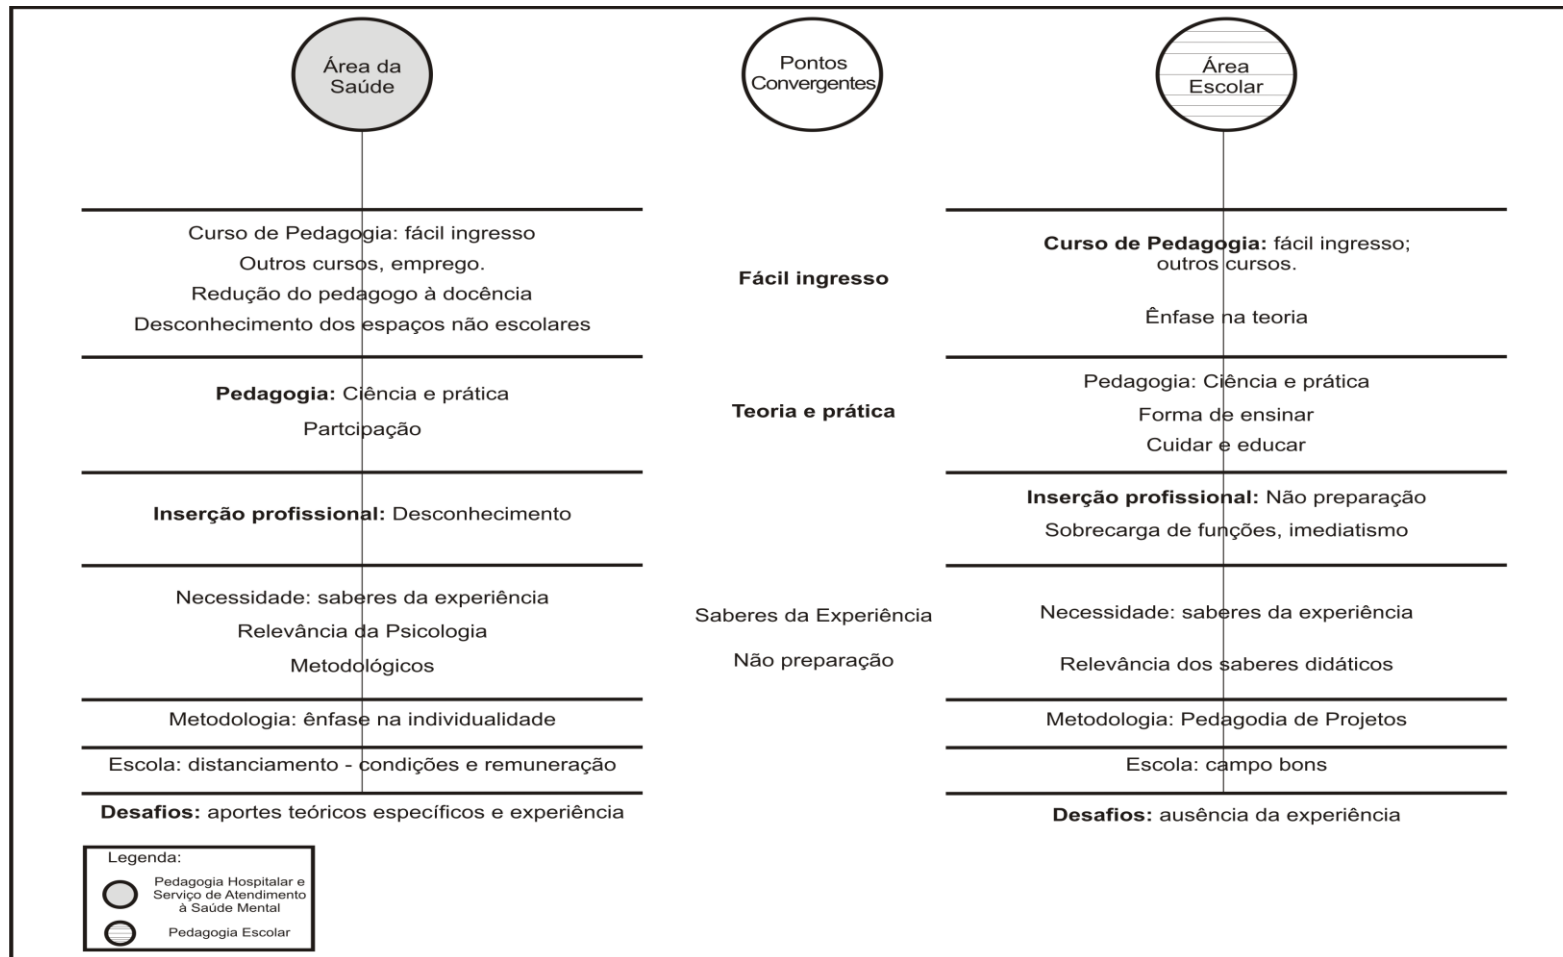 Área da
Saúde
Pontos
Convergentes
Área
Escolar
Curso de Pedagogia: fácil ingresso
Outros cursos, emprego.
Redução do pedagogo à docência
Desconhecimento dos espaços não escolares
Fácil ingresso
Curso de Pedagogia: fácil ingresso;
outros cursos.
Ênfase na teoria
Pedagogia: Ciência e prática
Partcipação
Teoria e prática
Pedagogia: Ciência e prática
Forma de ensinar
Cuidar e educar
Inserção profissional: Desconhecimento
Inserção profissional: Não preparação
Sobrecarga de funções, imediatismo
Necessidade: saberes da experiência
Relevância da Psicologia
Metodológicos
Saberes da Experiência
Não preparação
Necessidade: saberes da experiência
Relevância dos saberes didáticos
Metodologia: ênfase na individualidade
Metodologia: Pedagodia de Projetos
Escola: distanciamento - condições e remuneração
Escola: campo bons
Desafios: aportes teóricos específicos e experiência
Desafios: ausência da experiência
Legenda:
Pedagogia Hospitalar e
Serviço de Atendimento
à Saúde Mental
Pedagogia Escolar